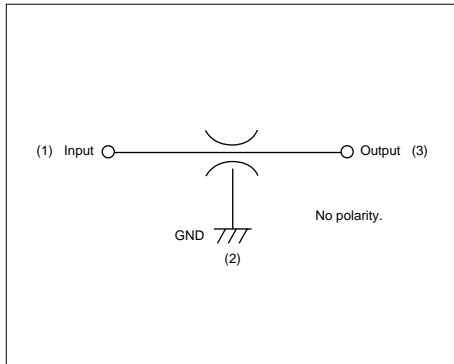 (1) Input Output (3)
No polarity.
GND
(2)